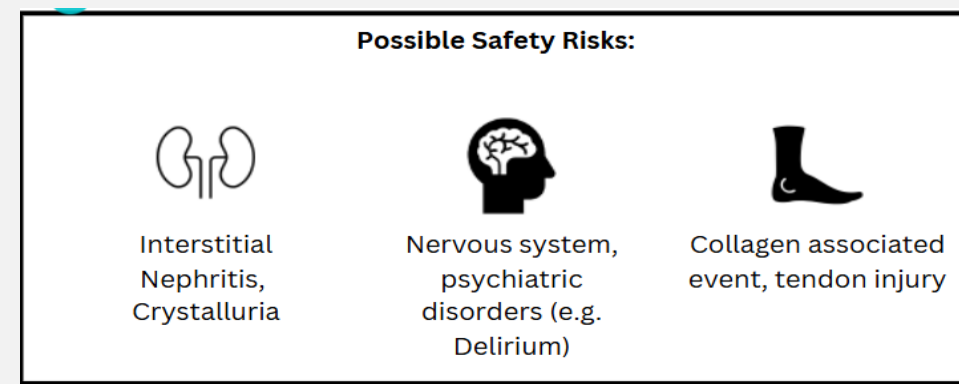 Possible Safety Risks:
Interstitial
Nephritis,
Crystalluria
Nervous system,
psychiatric
disorders (e.g.
Delirium)
Collagen associated
event, tendon injury